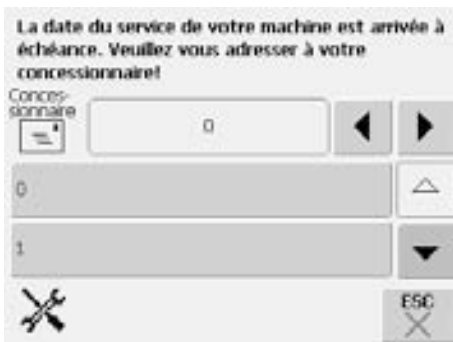 La date du service de votre machine est arrivée à
échéance. Veuillez vous adresser à votre
concessionnaire!
Conces-
sionnaire
0
0
1
ESC